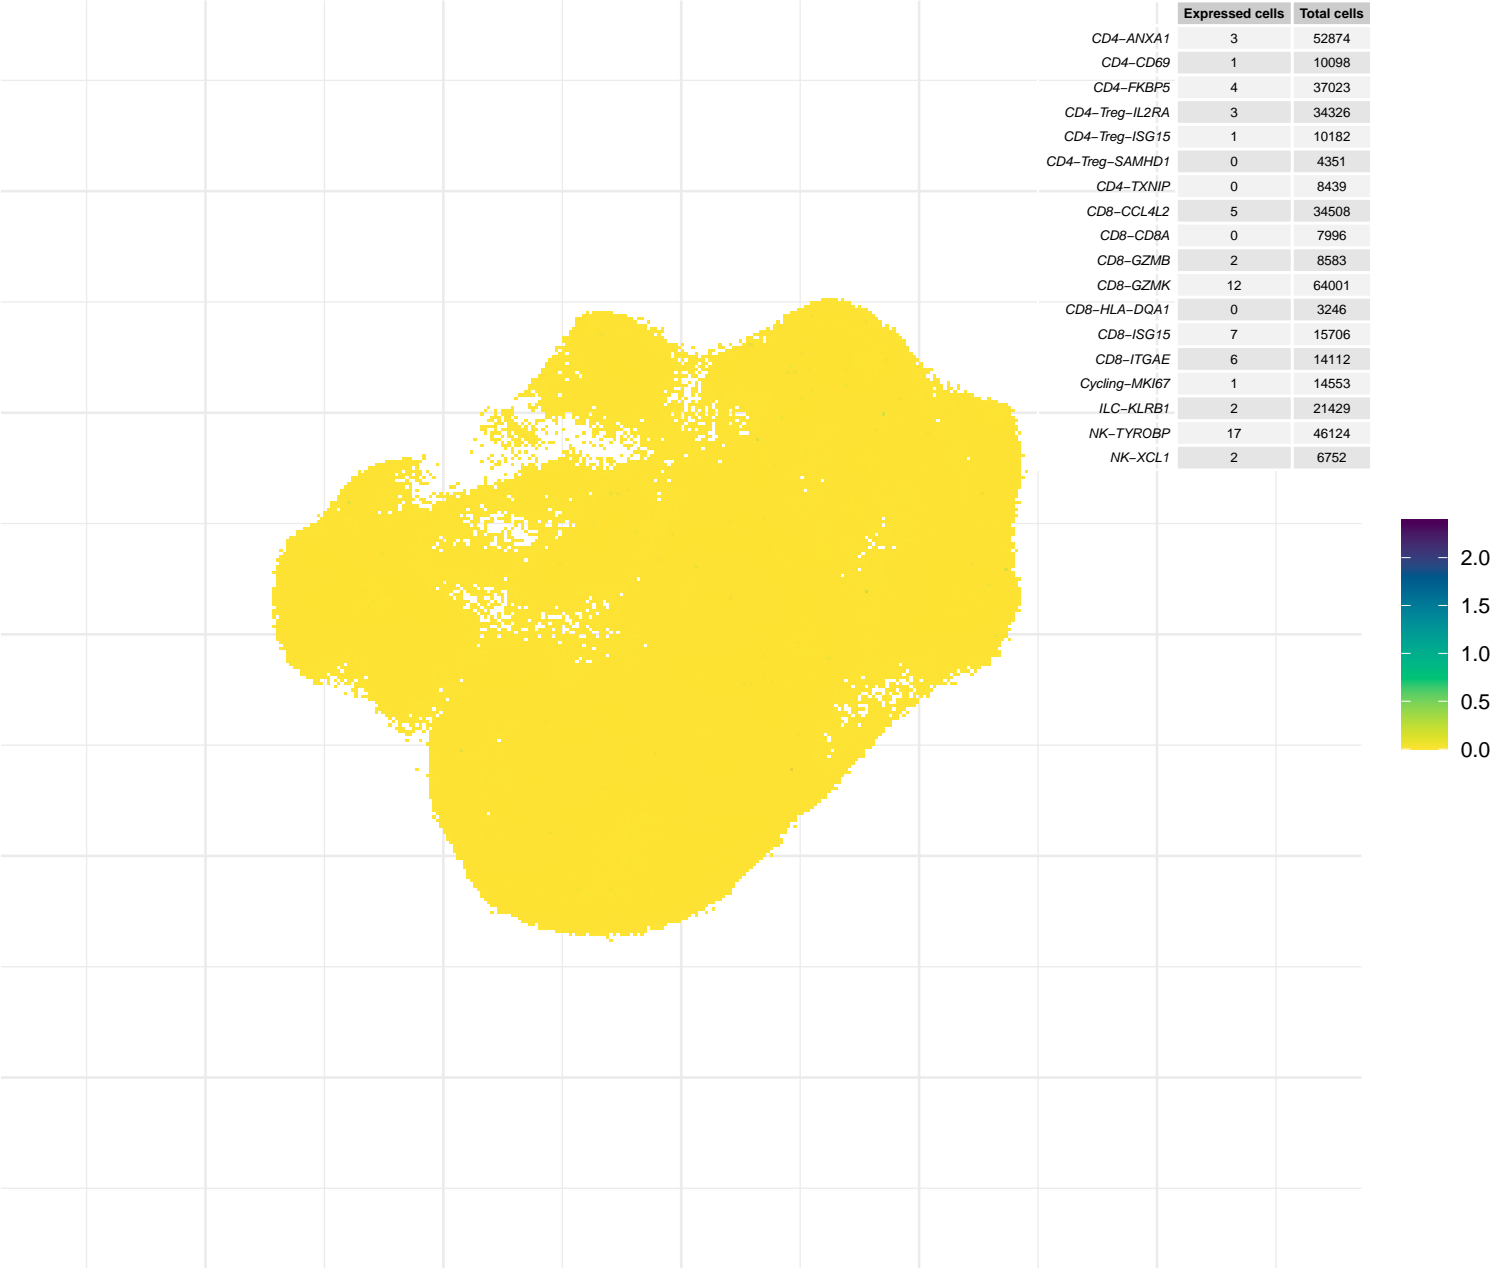 Expressed cells Total cells
CD4−ANXA1 3 52874
CD4−CD69 1 10098
CD4−FKBP5 4 37023
CD4−Treg−IL2RA 3 34326
CD4−Treg−ISG15 1 10182
CD4−Treg−SAMHD1 0 4351
CD4−TXNIP 0 8439
CD8−CCL4L2 5 34508
CD8−CD8A 0 7996
CD8−GZMB 2 8583
CD8−GZMK 12 64001
CD8−HLA−DQA1 0 3246
CD8−ISG15 7 15706
CD8−ITGAE 6 14112
Cycling−MKI67 1 14553
ILC−KLRB1 2 21429
NK−TYROBP 17 46124
NK−XCL1 2 6752
2.0
1.5
1.0
0.5
0.0